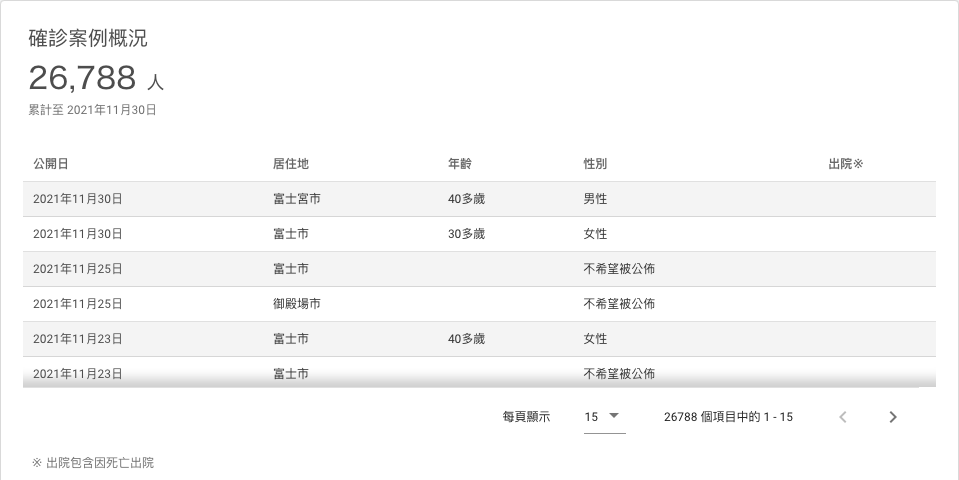 確診案例概況
26,788 人
累計至 2021年11月30日
公開日 居住地 年齡 性別 出院※
2021年11月30日 富士宮市 40多歲 男性
2021年11月30日 富士市 30多歲 女性
2021年11月25日 富士市 不希望被公佈
2021年11月25日 御殿場市 不希望被公佈
2021年11月23日 富士市 40多歲 女性
2021年11月23日 富士市 不希望被公佈
每頁顯示 15 26788 個項目中的 1 - 15
※ 出院包含因死亡出院